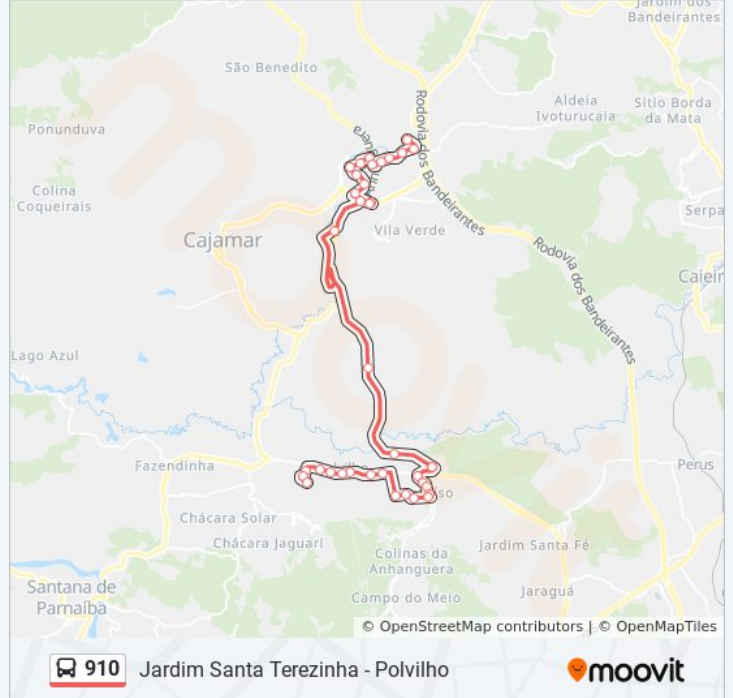 Jardim dos
Bandeirantes
São Benedito
Aldeia
Ivoturucaia
Sitio Borda
da Mata
Ponunduva
Rodovia dos Bandeirantes
Colina
Coqueirais
Serpa
Vila Verde
Cajamar
Rodovia dos Bandeirantes
Caieir
Lago Azul
Fazendinha
Perus
Chácara Solar
Chácara Jaguari
Colinas da
Anhanguera
Jardim Santa Fé
Santana de
Parnaíba
Campo do Meio
Jaraguá
© OpenStreetMap contributors | © OpenMapTiles
910 Jardim Santa Terezinha - Polvilho
moovit